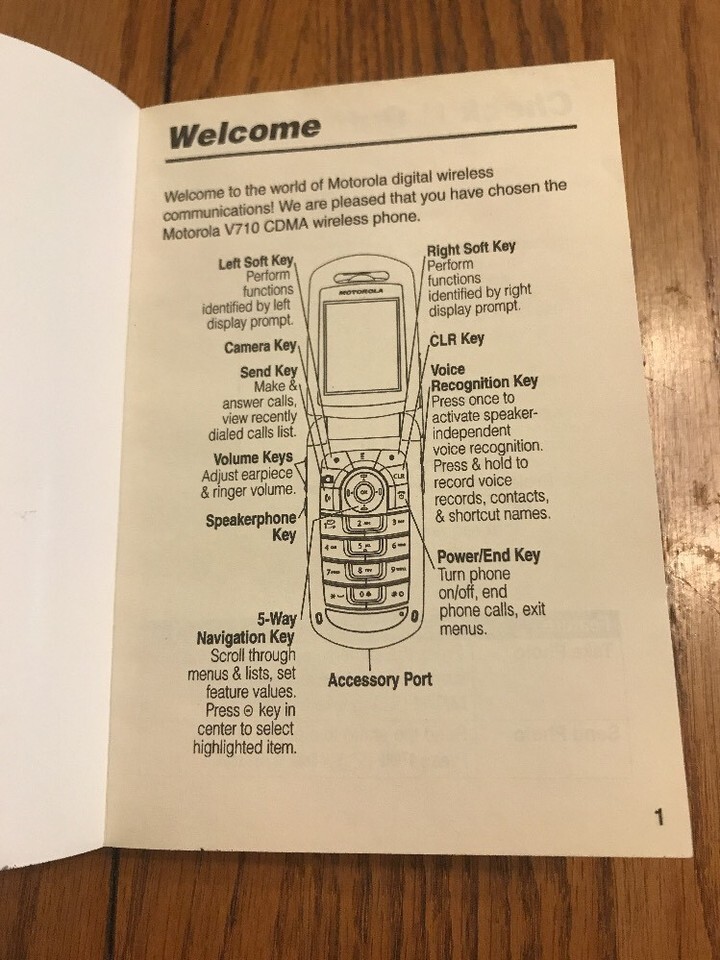 Welcome
Welcome to the world of Motorola digital wireless
communications! We are pleased that you have chosen the
Motorola V710 CDMA wireless phone.
Left Soft Key
Perform
functions
identified by left
display prompt.
Camera Key
Send Key
Make &
answer calls,
view recently
dialed calls list.
Volume Keys
Adjust earpiece
& ringer volume.
Speakerphone
Key
5-Way
Navigation Key
Scroll through
menus & lists, set
feature values.
Press key in
center to select
highlighted item.
MOTOROLA
CLR
OK
Right Soft Key
Perform
functions
identified by right
display prompt.
CLR Key
Voice
Recognition Key
Press once to
activate speaker-
independent
voice recognition.
Press & hold to
record voice
records, contacts,
& shortcut names.
Power/End Key
Turn phone
on/off, end
phone calls, exit
menus.
Accessory Port
1